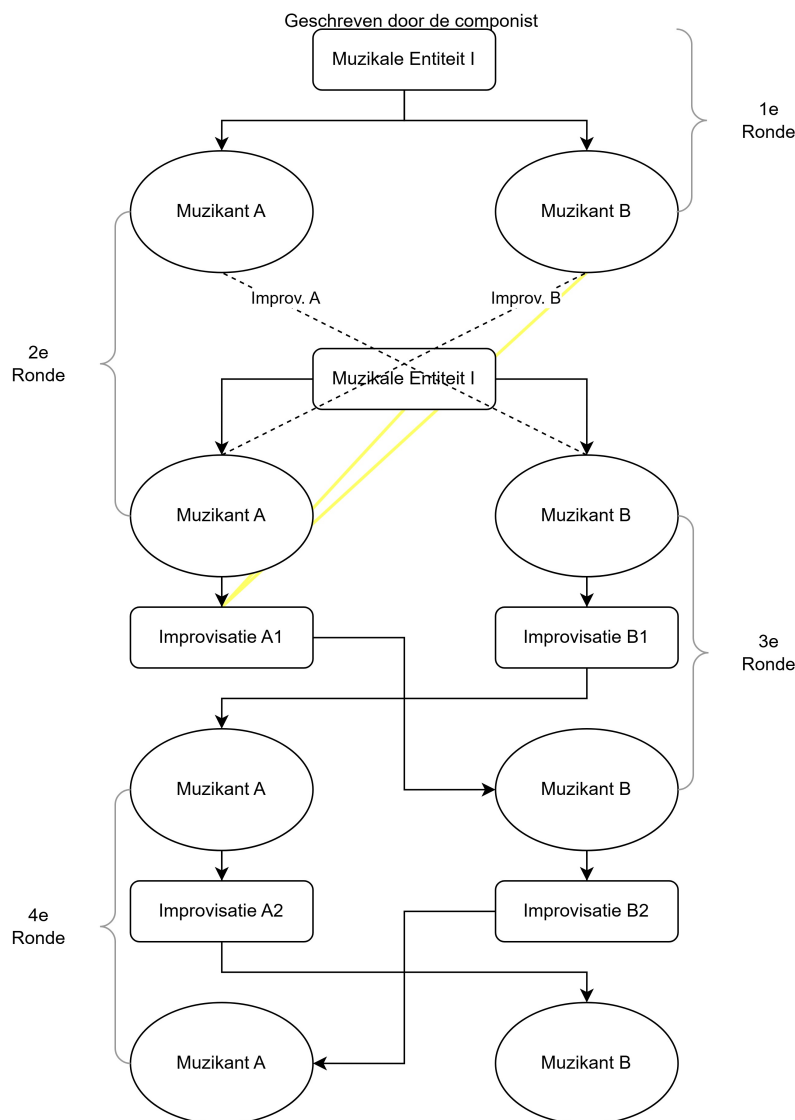 Geschreven door de componist
Muzikale Entiteit I
1e
Ronde
Muzikant A
Muzikant B
Improv. A
Improv. B
2e
Ronde
Muzikale Entiteit I
Muzikant A
Muzikant B
Improvisatie A1
Improvisatie B1
3e
Ronde
Muzikant A
Muzikant B
Improvisatie A2
Improvisatie B2
4e
Ronde
Muzikant A
Muzikant B